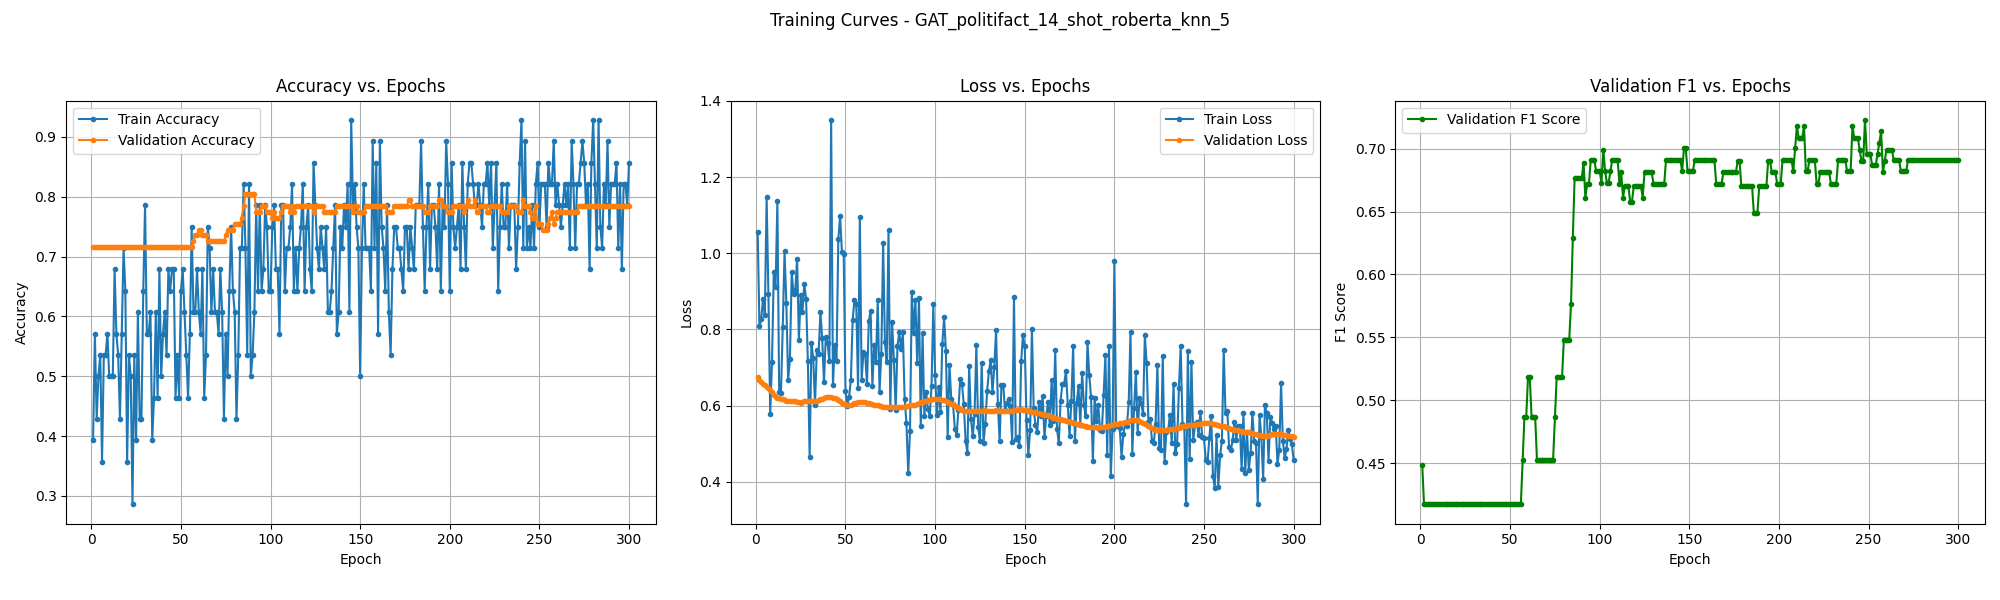 Training Curves - GAT_politifact_14_shot_roberta_knn_5
Accuracy vs. Epochs
Train Accuracy
Validation Accuracy
Accuracy
0.9
0.8
0.7
0.6
0.5
0.4
0.3
0 50 100 150 200 250 300
Epoch
Loss vs. Epochs
Train Loss
Validation Loss
Loss
1.4
1.2
1.0
0.8
0.6
0.4
0 50 100 150 200 250 300
Epoch
Validation F1 vs. Epochs
Validation F1 Score
F1 Score
0.70
0.65
0.60
0.55
0.50
0.45
0 50 100 150 200 250 300
Epoch